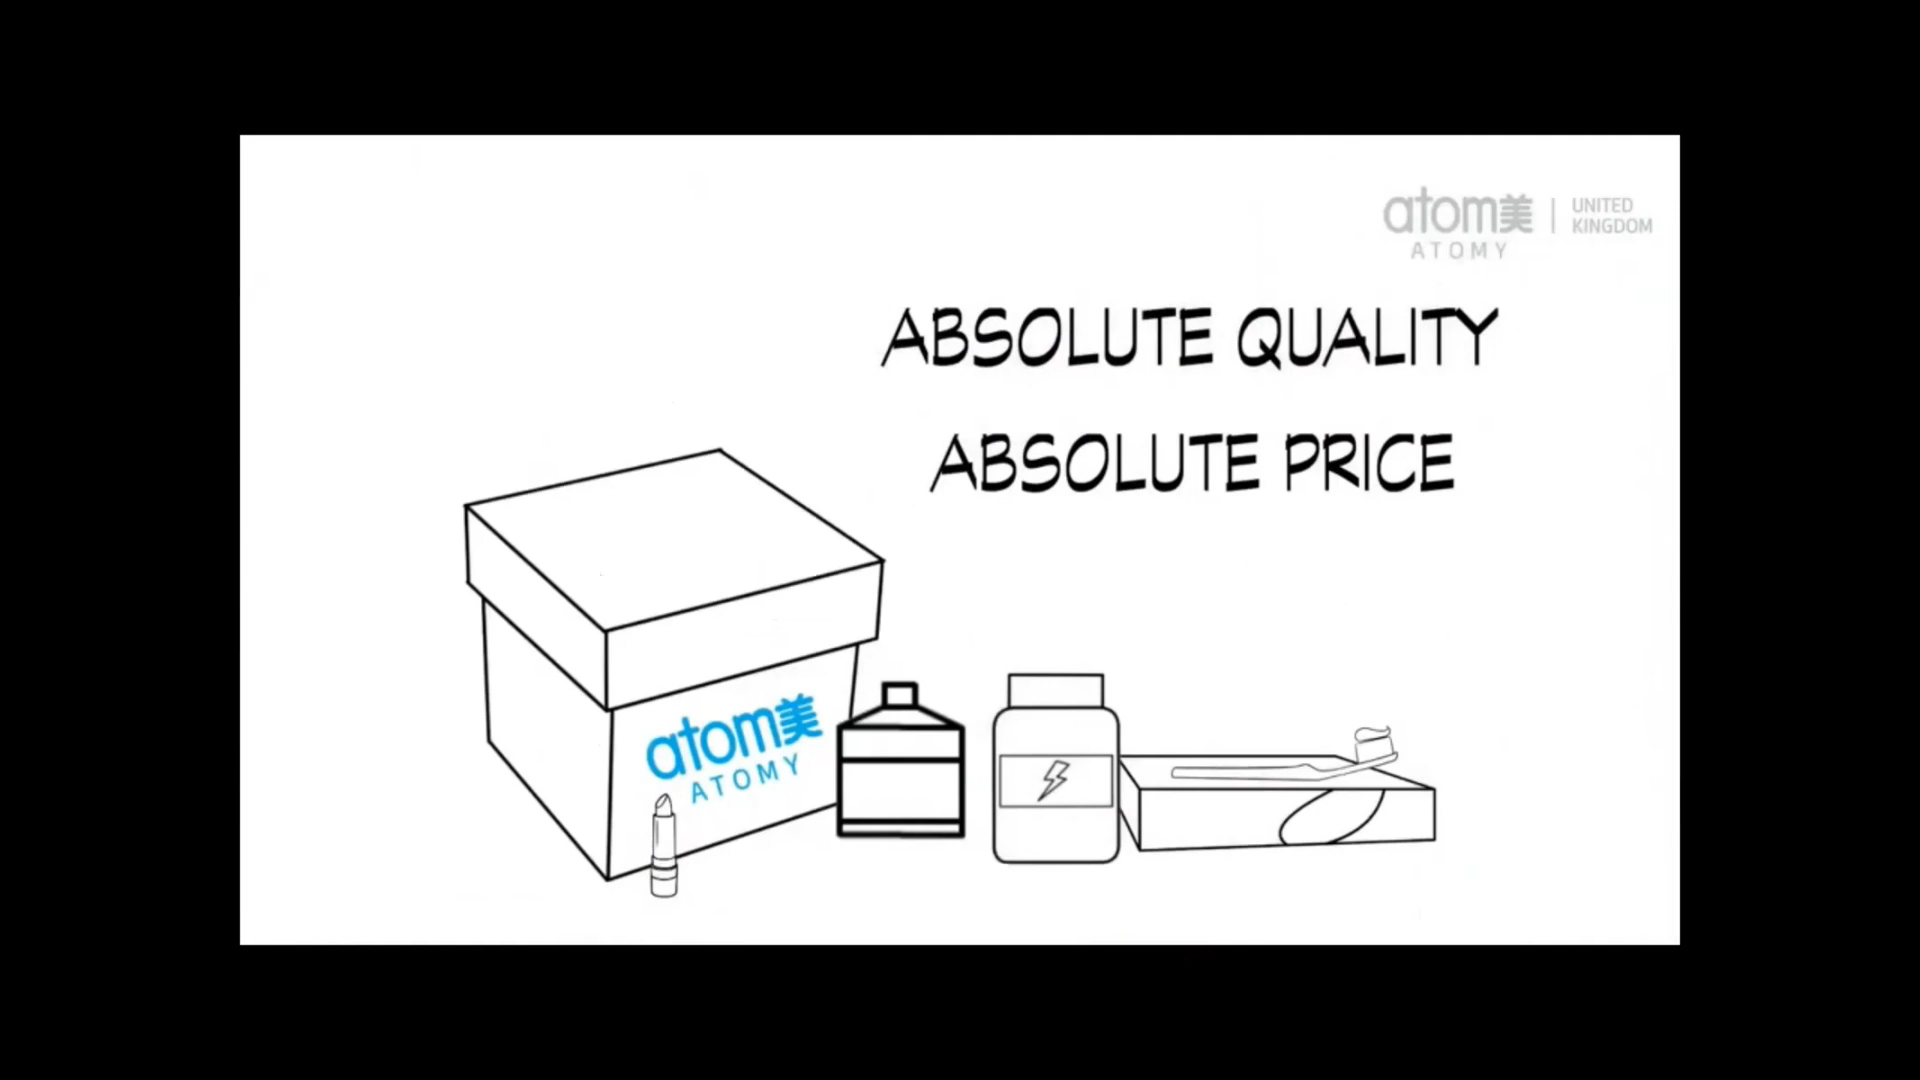 atom美
ATOMY
UNITED
KINGDOM
ABSOLUTE QUALITY
ABSOLUTE PRICE
atom美
ATOMY